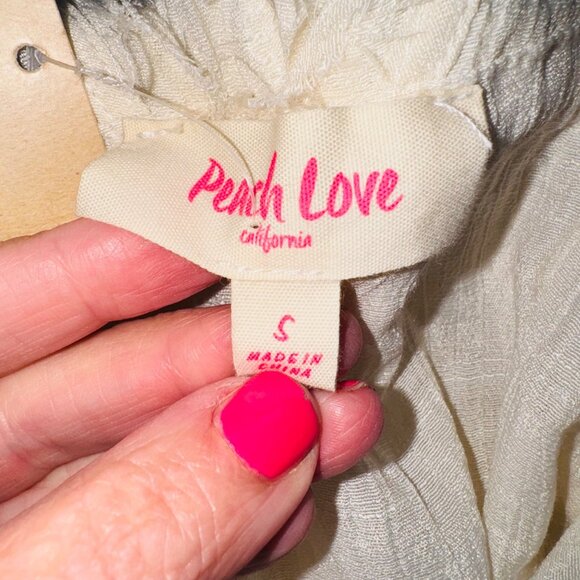 Peach Love
california
S
MADE IN
CHINA